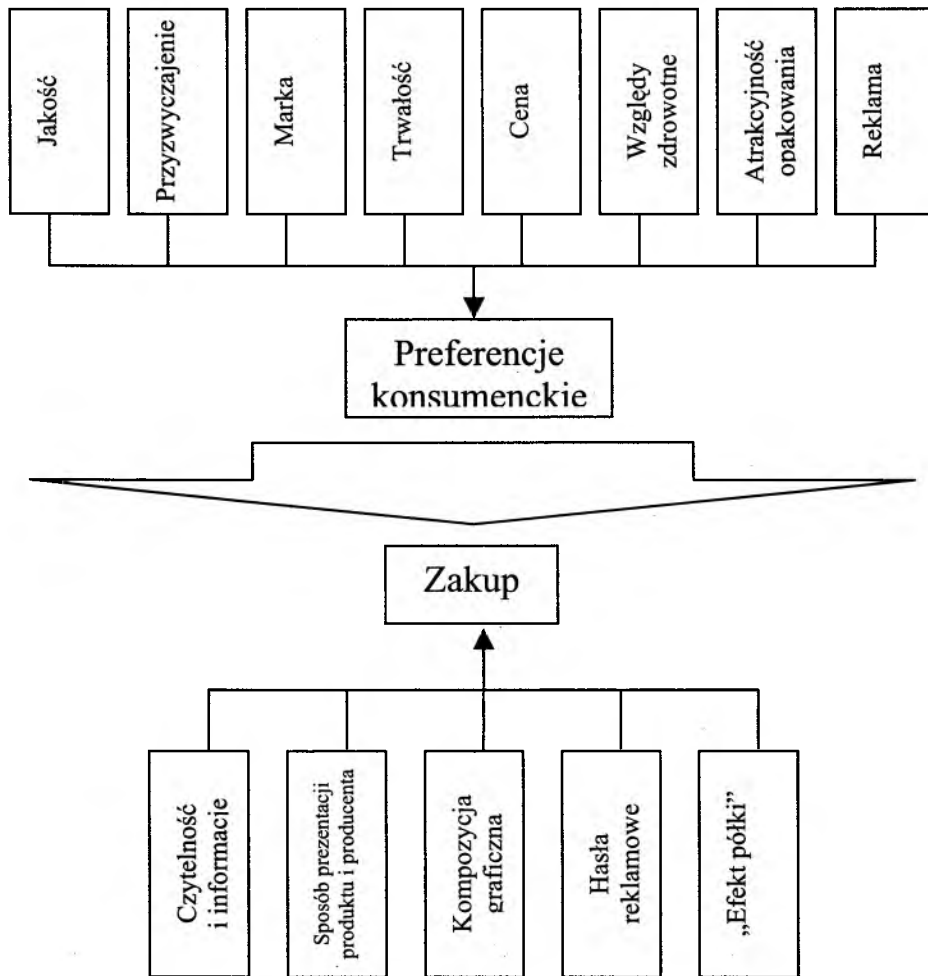 Jakość
Przyzwyczajenie
Marka
Trwałość
Cena
Względy
zdrowotne
Atrakcyjność
opakowania
Reklama
Preferencje
konsumenckie
Zakup
Czytelność
i informacje
Sposób prezentacji
produktu i producenta
Kompozycja
graficzna
Hasła
reklamowe
„Efekt półki”